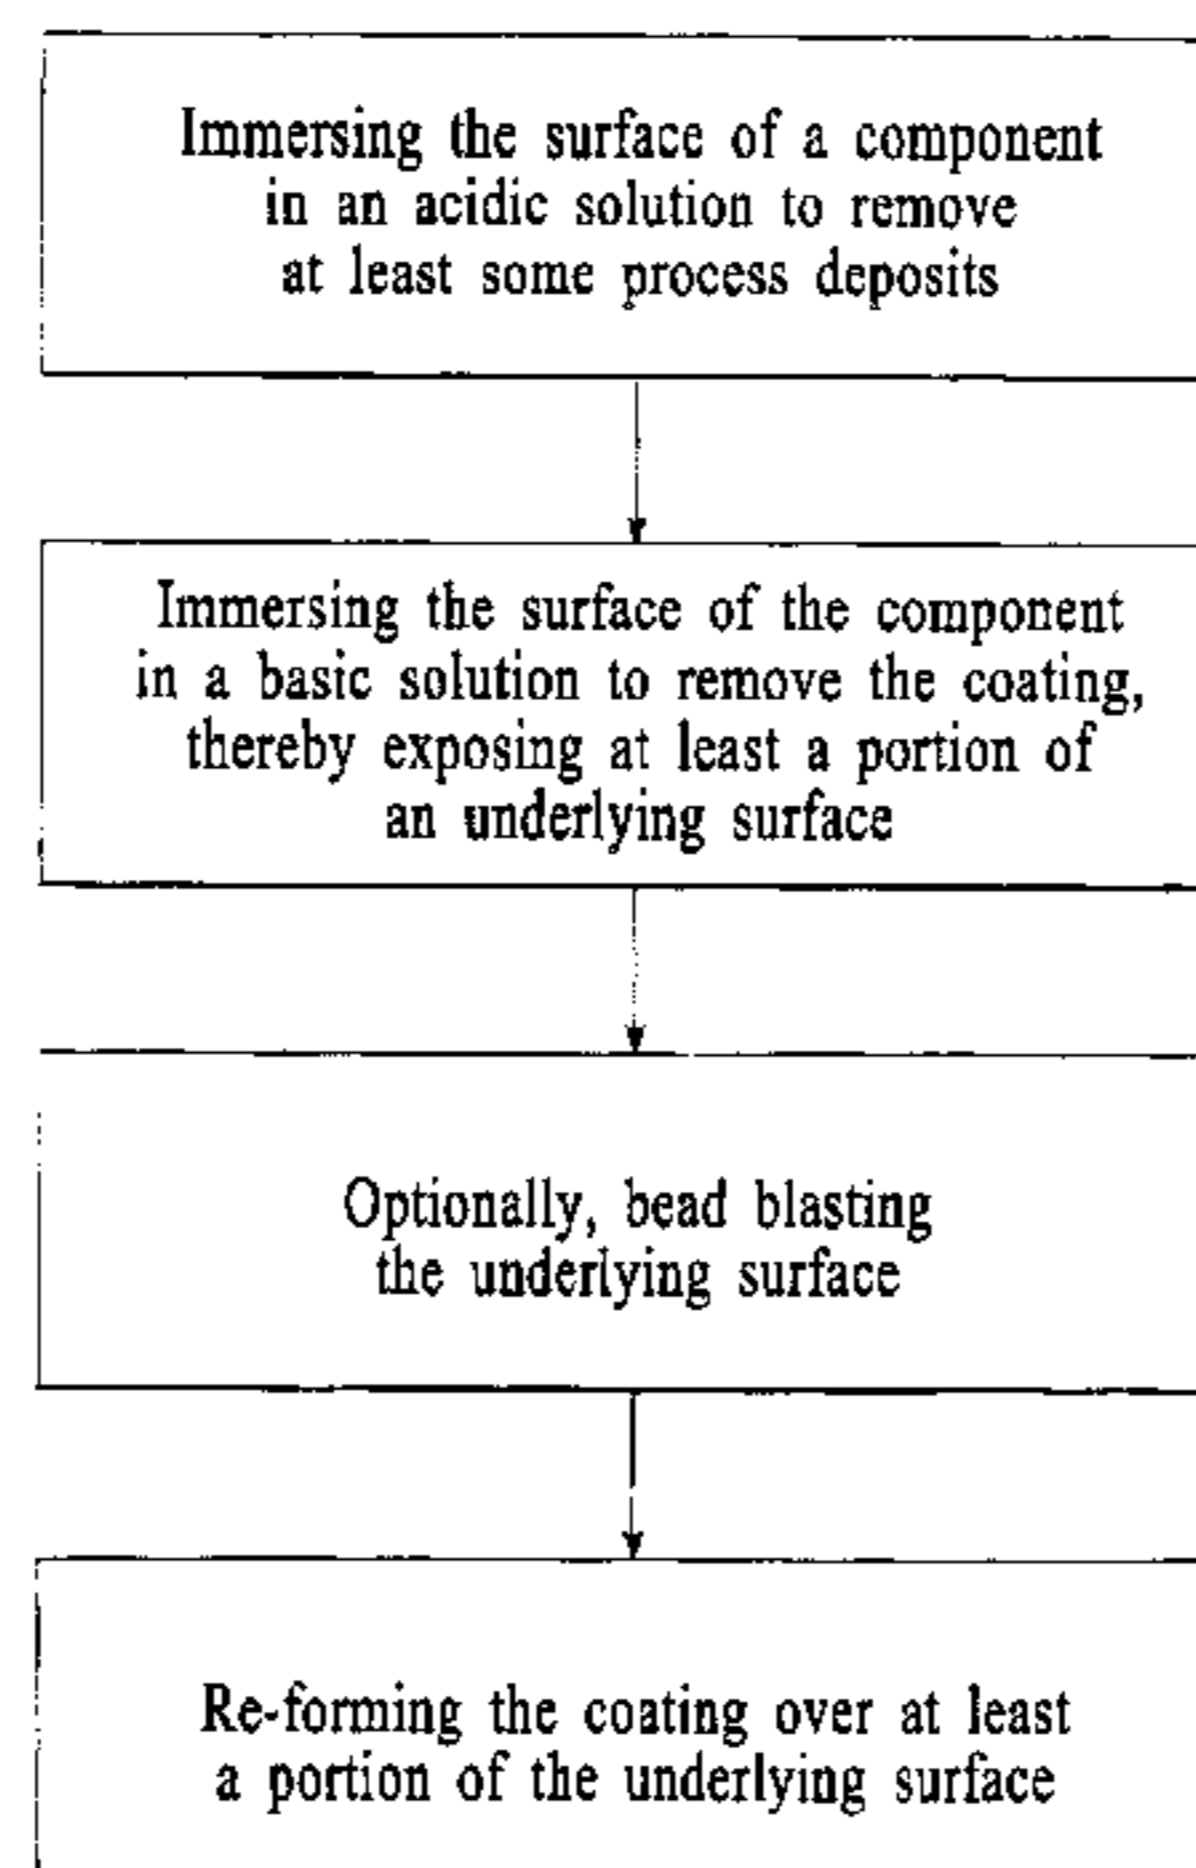 Immersing the surface of a component
in an acidic solution to remove
at least some process deposits
Immersing the surface of the component
in a basic solution to remove the coating,
thereby exposing at least a portion of
an underlying surface
Optionally, bead blasting
the underlying surface
Re-forming the coating over at least
a portion of the underlying surface